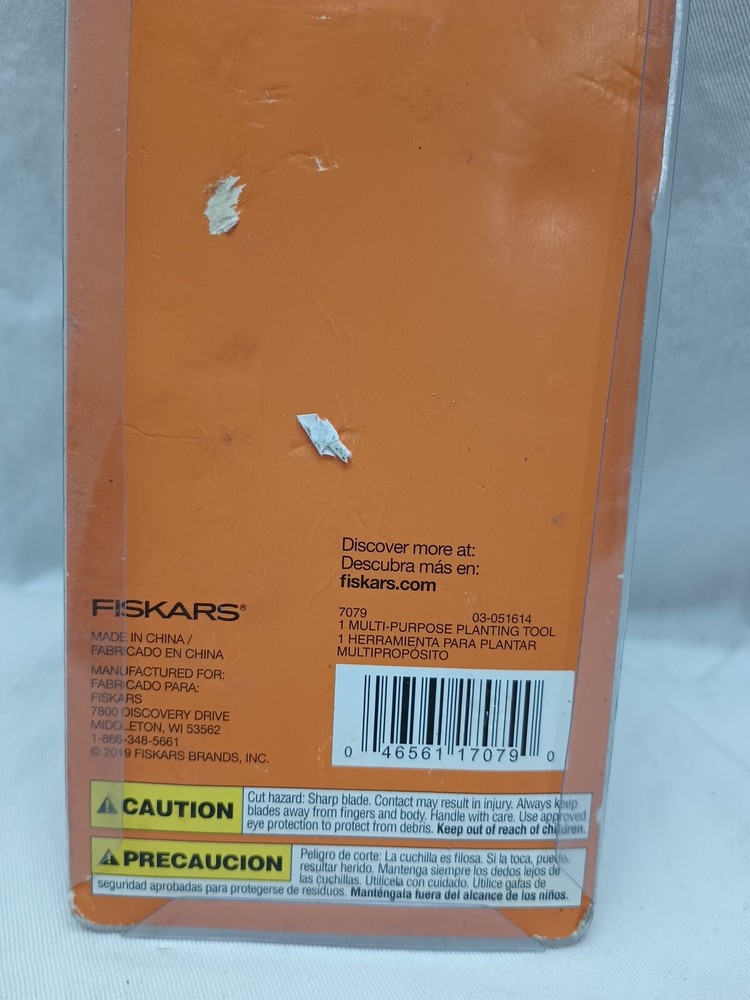 Discover more at:
Descubra más en:
fiskars.com
7079 03-051614
1 MULTI-PURPOSE PLANTING TOOL
1 HERRAMIENTA PARA PLANTAR
MULTIPROPÓSITO
0 46561 17079 0
FISKARS®
MADE IN CHINA /
FABRICADO EN CHINA
MANUFACTURED FOR:
FABRICADO PARA:
FISKARS
7800 DISCOVERY DRIVE
MIDDLETON, WI 53562
1-866-348-5661
© 2019 FISKARS BRANDS, INC.
CAUTION
Cut hazard: Sharp blade. Contact may result in injury. Always keep
blades away from fingers and body. Handle with care. Use approved
eye protection to protect from debris. Keep out of reach of children.
PRECAUCION
Peligro de corte: La cuchilla es filosa. Si la toca, puede
resultar herido. Mantenga siempre los dedos lejos de
las cuchillas. Utilícela con cuidado. Utilice gafas de
seguridad aprobadas para protegerse de residuos. Manténgala fuera del alcance de los niños.